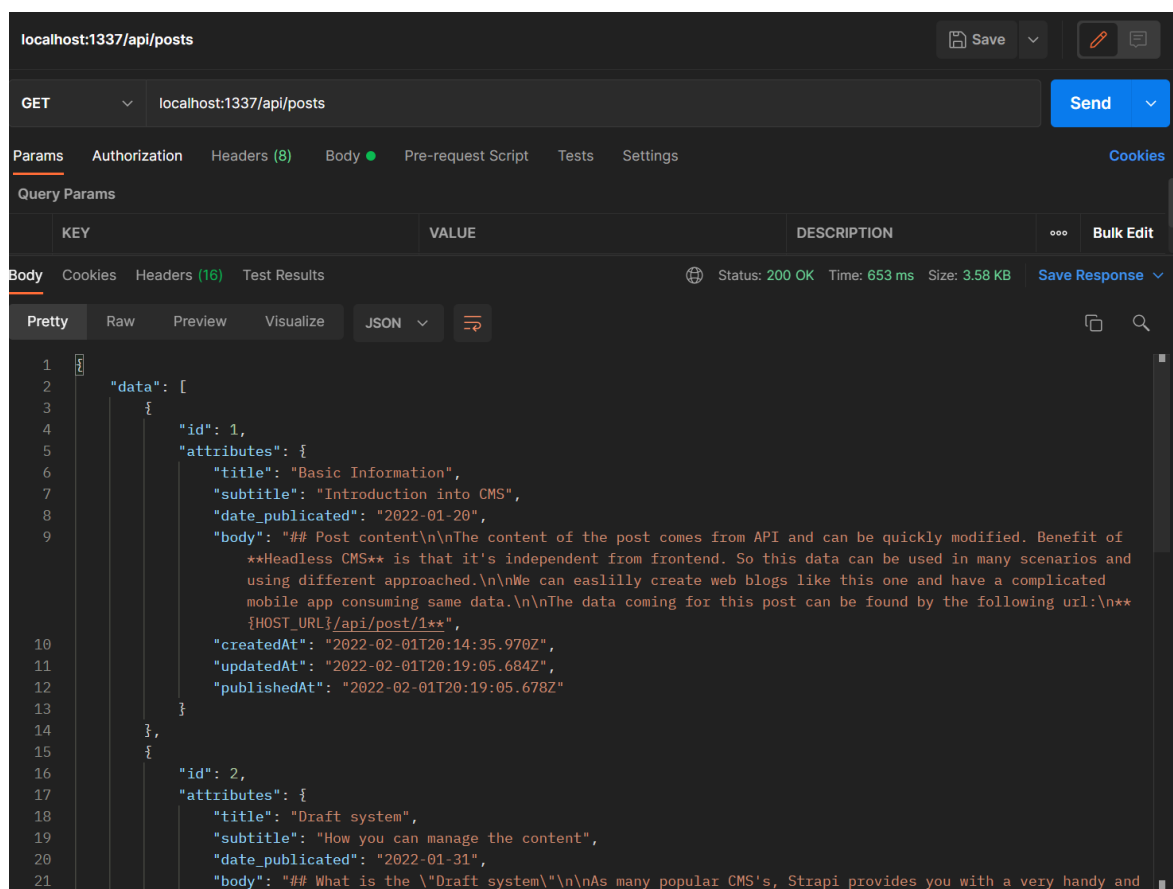 localhost:1337/api/posts
Save
GET
localhost:1337/api/posts
Send
Params Authorization Headers (8) Body Pre-request Script Tests Settings Cookies
Query Params
KEY VALUE DESCRIPTION ooo Bulk Edit
Body Cookies Headers (16) Test Results Status: 200 OK Time: 653 ms Size: 3.58 KB Save Response
Pretty Raw Preview Visualize JSON
1 {
2 "data": [
3 {
4 "id": 1,
5 "attributes": {
6 "title": "Basic Information",
7 "subtitle": "Introduction into CMS",
8 "date_publicated": "2022-01-20",
9 "body": "## Post content\n\nThe content of the post comes from API and can be quickly modified. Benefit of
**Headless CMS** is that it's independent from frontend. So this data can be used in many scenarios and
using different approached.\n\nWe can easlilly create web blogs like this one and have a complicated
mobile app consuming same data.\n\nThe data coming for this post can be found by the following url:\n**
{HOST_URL}/api/post/1**",
10 "createdAt": "2022-02-01T20:14:35.970Z",
11 "updatedAt": "2022-02-01T20:19:05.684Z",
12 "publishedAt": "2022-02-01T20:19:05.678Z"
13 }
14 },
15 {
16 "id": 2,
17 "attributes": {
18 "title": "Draft system",
19 "subtitle": "How you can manage the content",
20 "date_publicated": "2022-01-31",
21 "body": "## What is the \"Draft system\"\n\nAs many popular CMS's, Strapi provides you with a very handy and